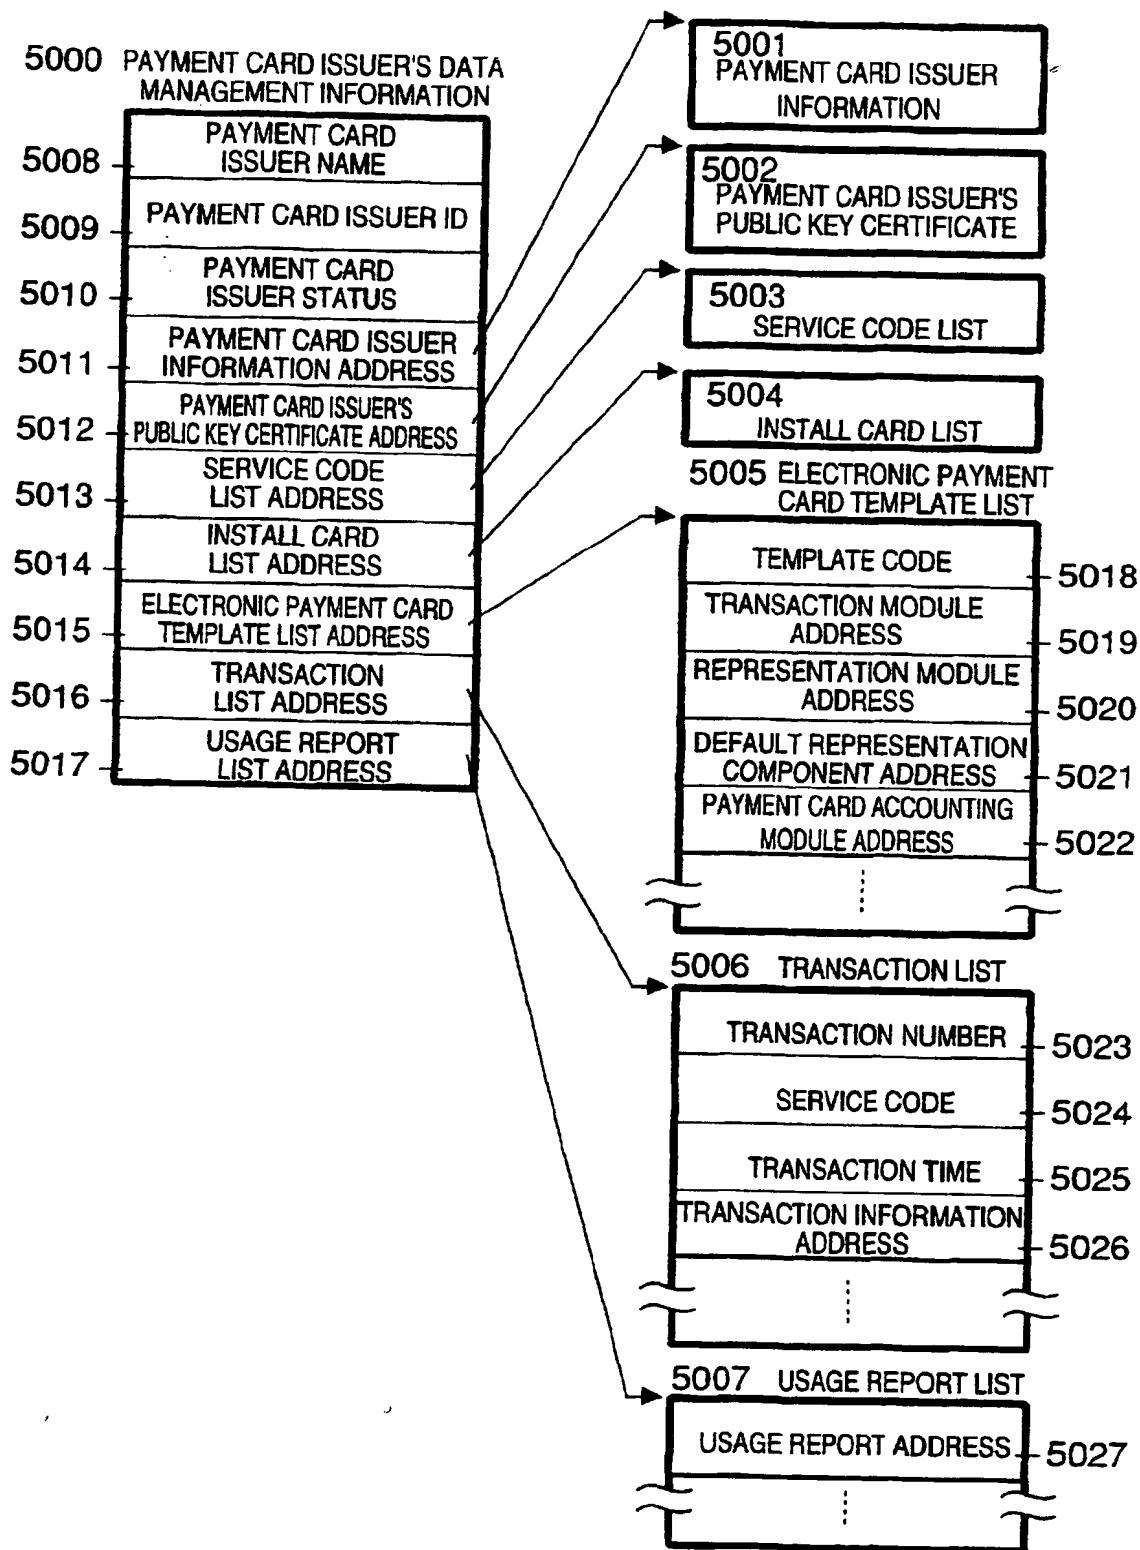 5000 PAYMENT CARD ISSUER'S DATA
MANAGEMENT INFORMATION
5008
PAYMENT CARD
ISSUER NAME
5009
PAYMENT CARD ISSUER ID
5010
PAYMENT CARD
ISSUER STATUS
5011
PAYMENT CARD ISSUER
INFORMATION ADDRESS
5012
PAYMENT CARD ISSUER'S
PUBLIC KEY CERTIFICATE ADDRESS
5013
SERVICE CODE
LIST ADDRESS
5014
INSTALL CARD
LIST ADDRESS
5015
ELECTRONIC PAYMENT CARD
TEMPLATE LIST ADDRESS
5016
TRANSACTION
LIST ADDRESS
5017
USAGE REPORT
LIST ADDRESS
5001
PAYMENT CARD ISSUER
INFORMATION
5002
PAYMENT CARD ISSUER'S
PUBLIC KEY CERTIFICATE
5003
SERVICE CODE LIST
5004
INSTALL CARD LIST
5005 ELECTRONIC PAYMENT
CARD TEMPLATE LIST
TEMPLATE CODE
5018
TRANSACTION MODULE
ADDRESS
5019
REPRESENTATION MODULE
ADDRESS
5020
DEFAULT REPRESENTATION
COMPONENT ADDRESS
5021
PAYMENT CARD ACCOUNTING
MODULE ADDRESS
5022
5006 TRANSACTION LIST
TRANSACTION NUMBER
5023
SERVICE CODE
5024
TRANSACTION TIME
5025
TRANSACTION INFORMATION
ADDRESS
5026
5007 USAGE REPORT LIST
USAGE REPORT ADDRESS
5027